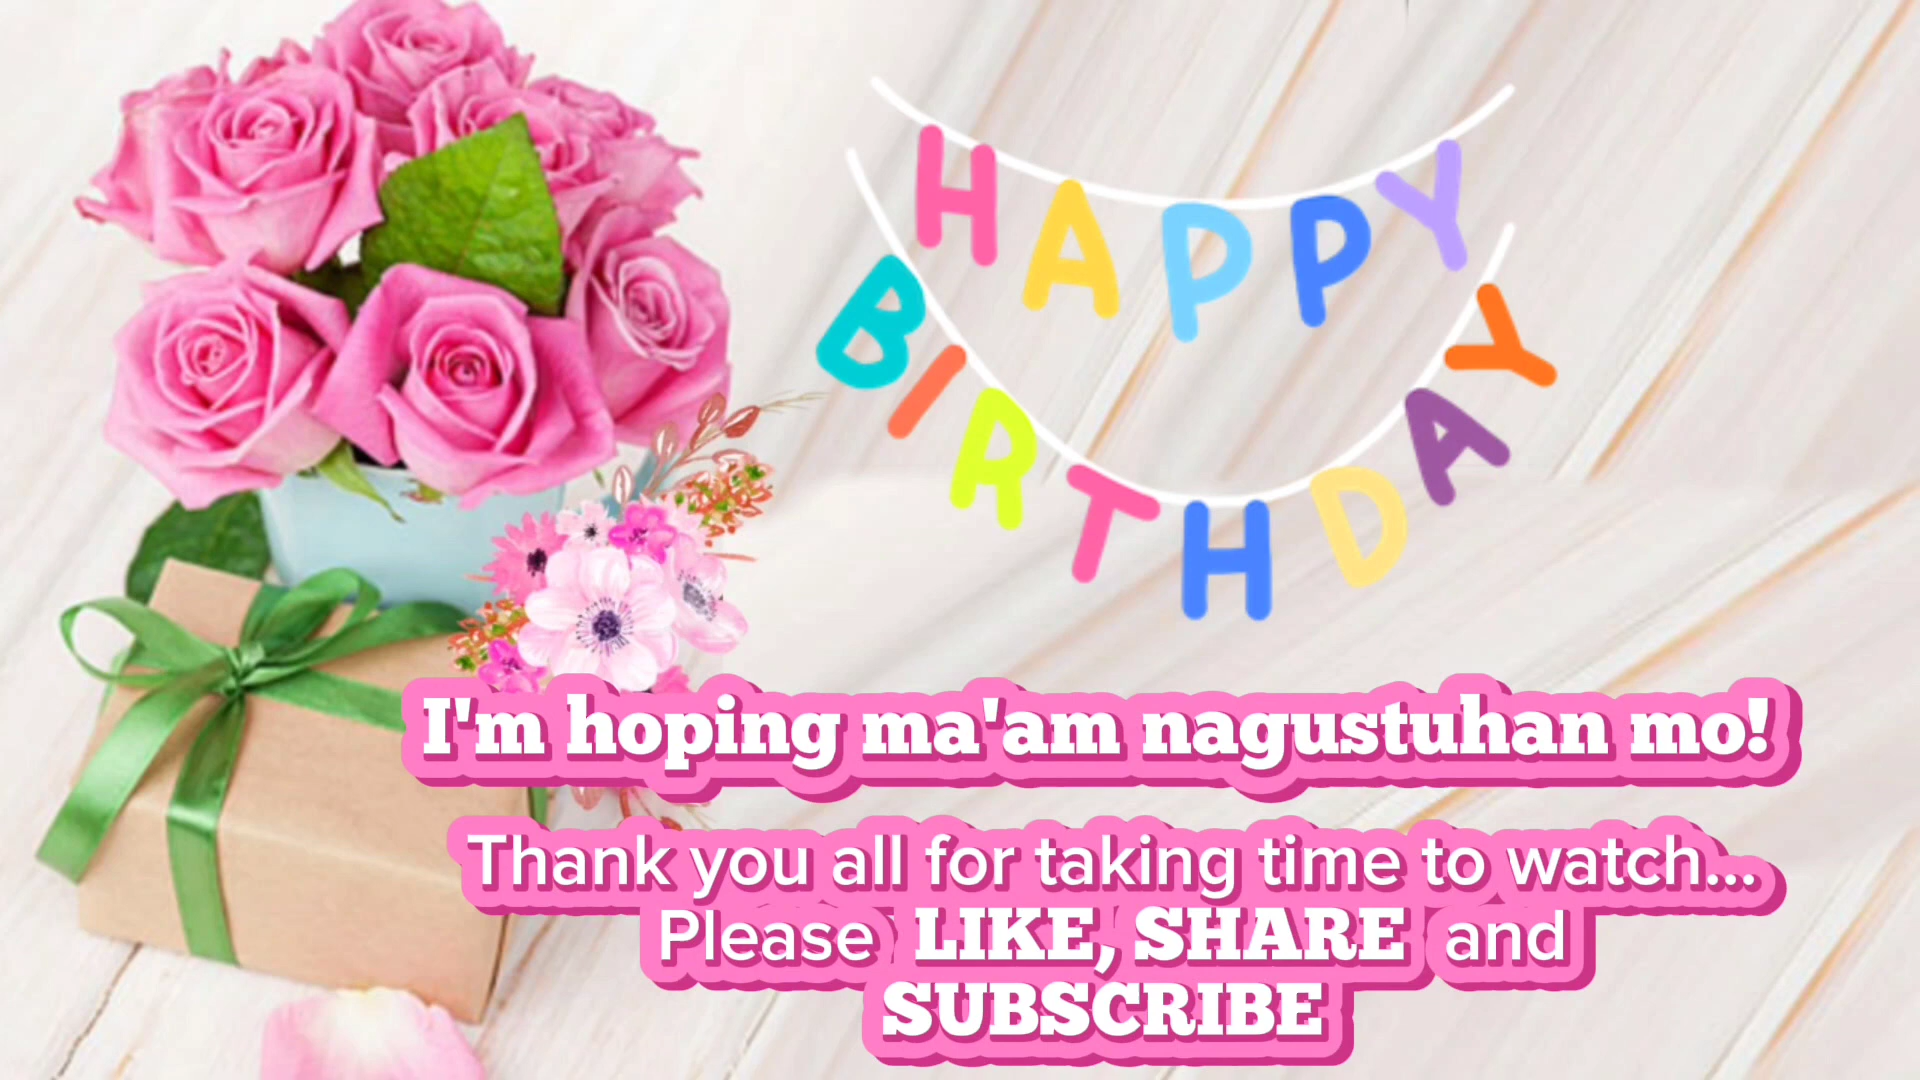 HAPPY
BIRTHDAY
I'm hoping ma'am nagustuhan mo!
Thank you all for taking time to watch...
Please LIKE, SHARE and
SUBSCRIBE